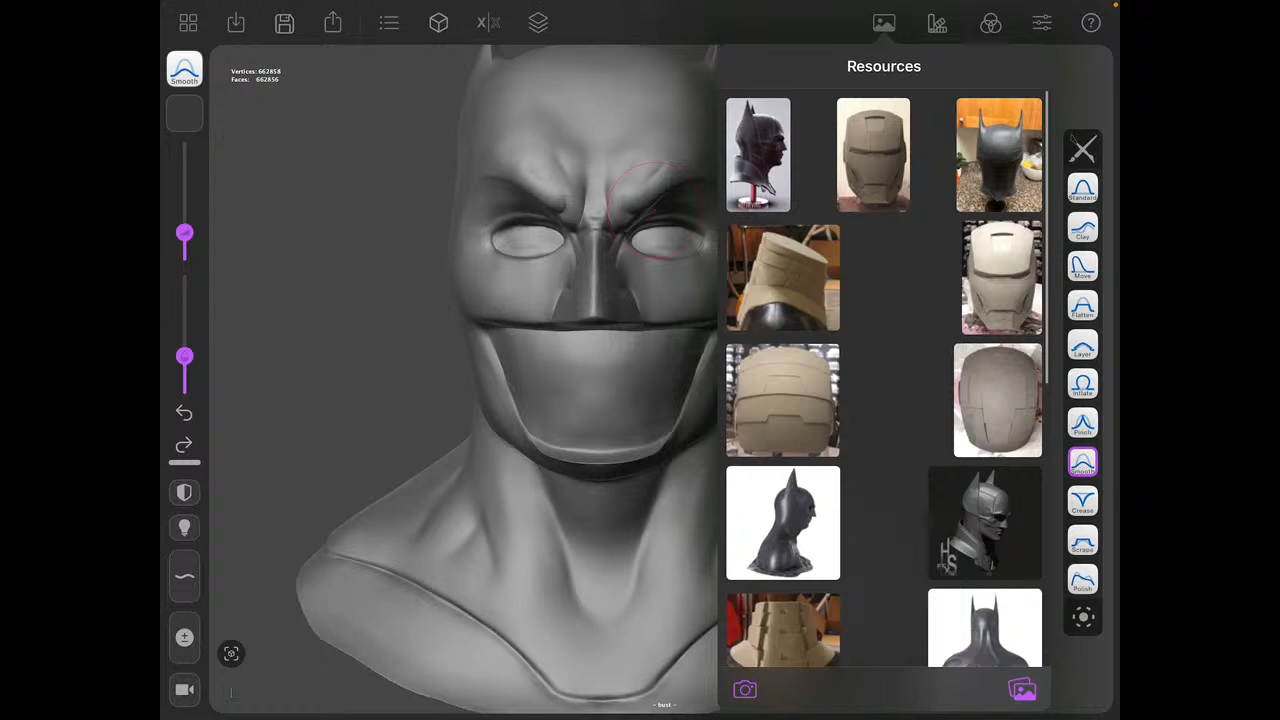 Smooth
Vertices: 662858
Faces: 662856
Resources
Standard
Clay
Move
Flatten
Layer
Inflate
Pinch
Smooth
Crease
Scrape
Polish
- bust -